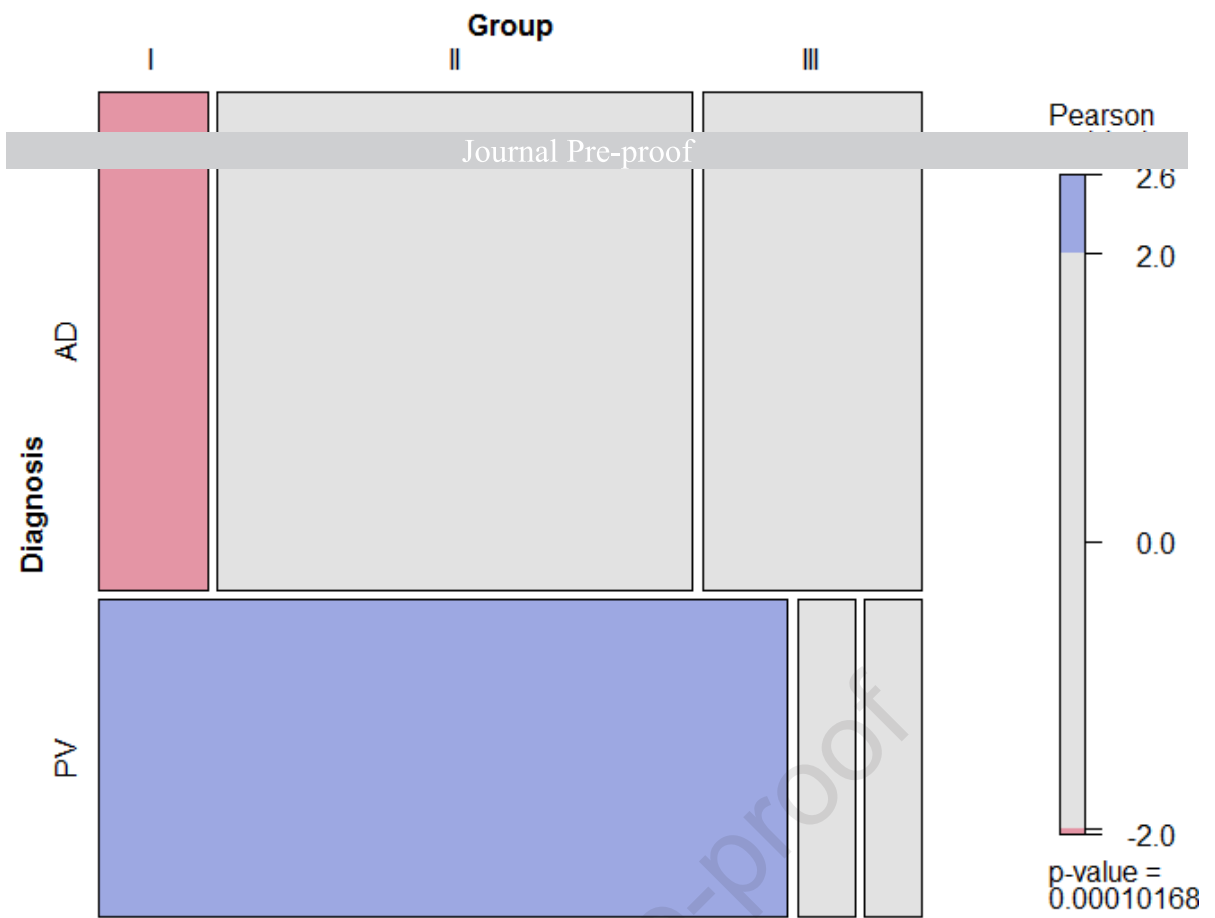 Group
I II III
Pearson
Journal Pre-proof
2.6
2.0
AD
0.0
Diagnosis
PV
-2.0
p-value =
0.00010168
e-proof